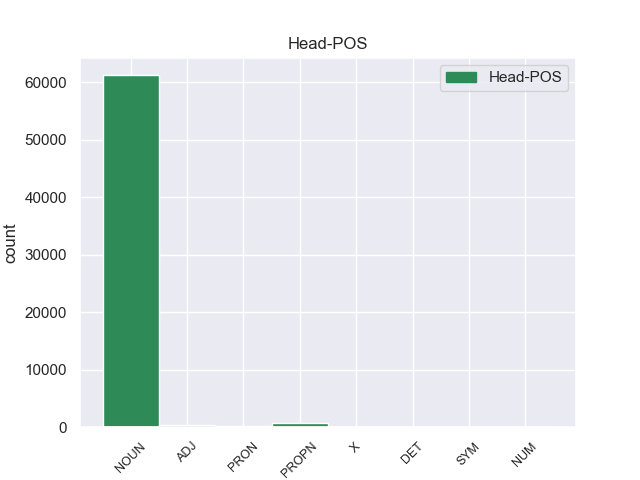 Head-POS
Head-POS
60000
50000
40000
30000
20000
10000
0
count
NOUN
ADJ
PRON
PROPN
X
DET
SYM
NUM